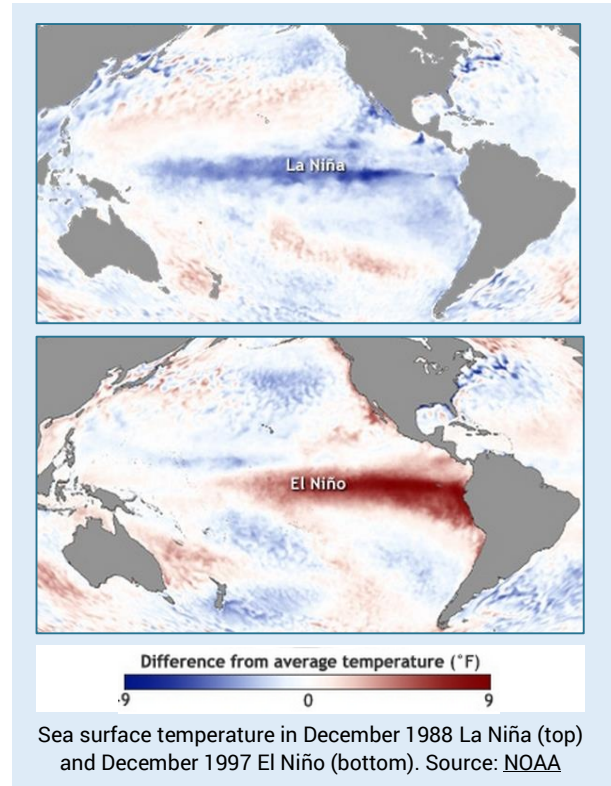 La Niña
El Niño
Difference from average temperature (°F)
-9 0 9
Sea surface temperature in December 1988 La Niña (top)
and December 1997 El Niño (bottom). Source: NOAA